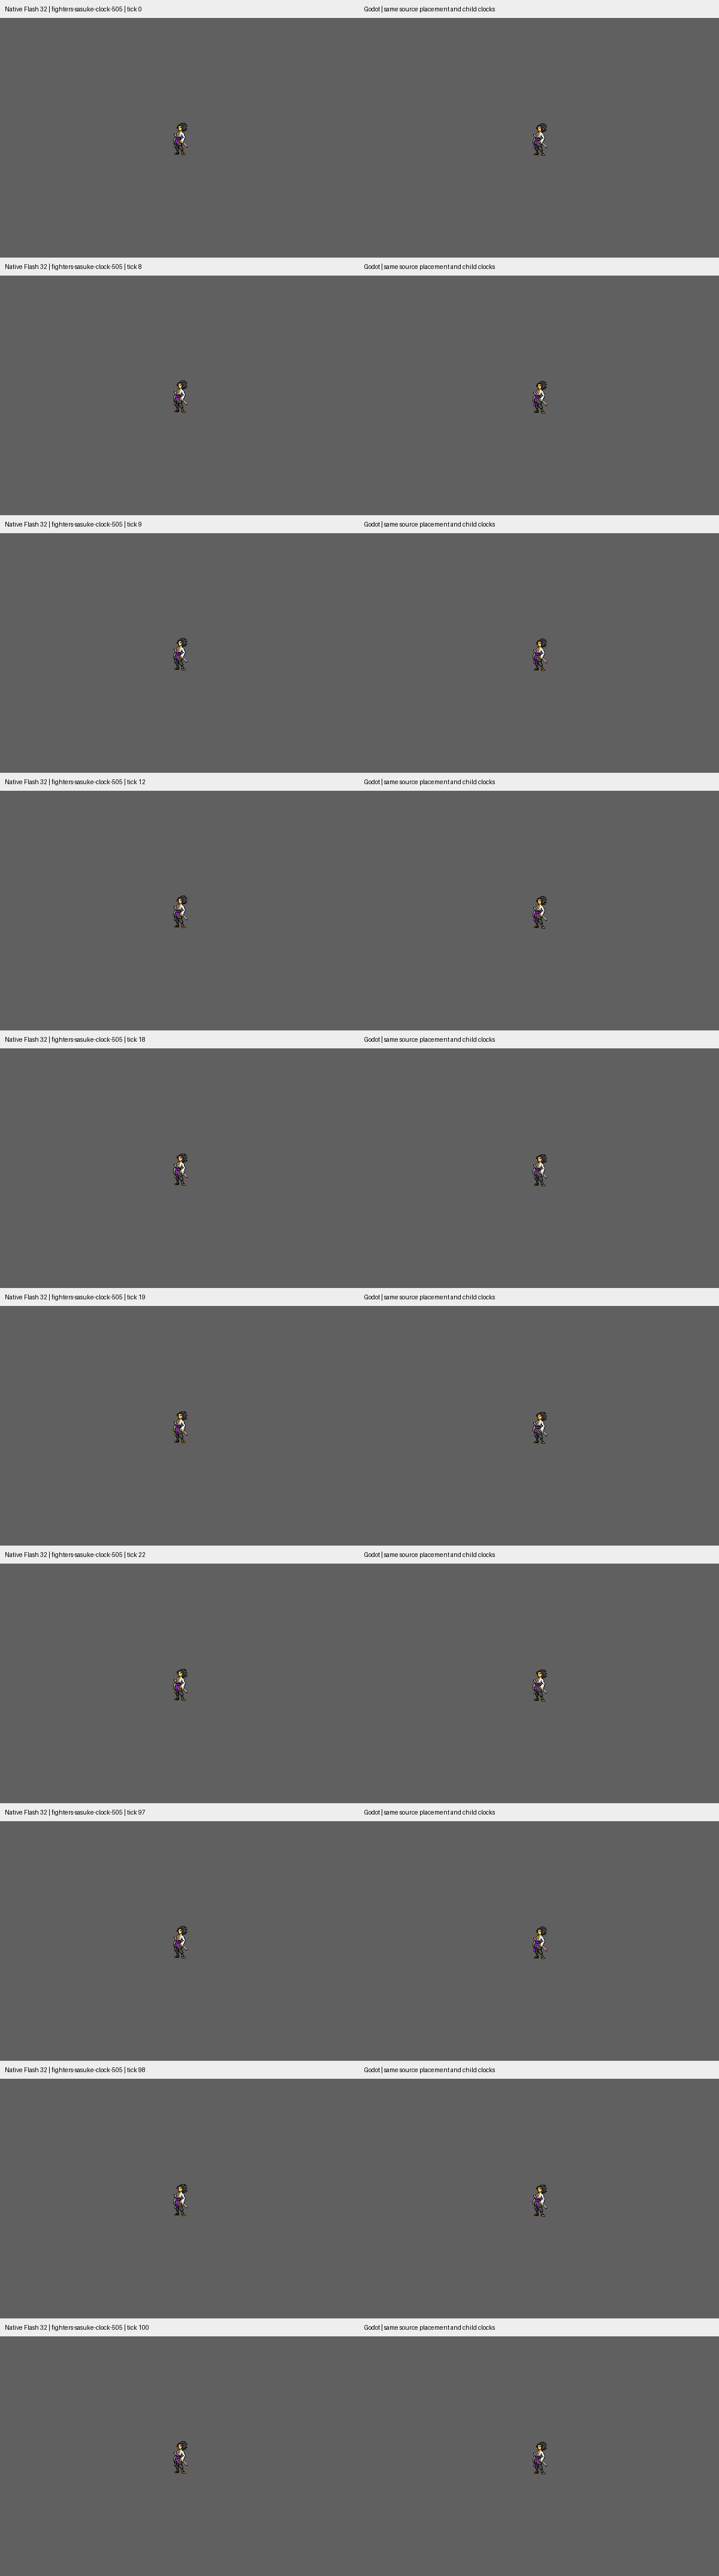 Native Flash 32 | fighters-sasuke-clock-505 | tick 0
Godot | same source placement and child clocks
Native Flash 32 | fighters-sasuke-clock-505 | tick 8
Godot | same source placement and child clocks
Native Flash 32 | fighters-sasuke-clock-505 | tick 9
Godot | same source placement and child clocks
Native Flash 32 | fighters-sasuke-clock-505 | tick 12
Godot | same source placement and child clocks
Native Flash 32 | fighters-sasuke-clock-505 | tick 18
Godot | same source placement and child clocks
Native Flash 32 | fighters-sasuke-clock-505 | tick 19
Godot | same source placement and child clocks
Native Flash 32 | fighters-sasuke-clock-505 | tick 22
Godot | same source placement and child clocks
Native Flash 32 | fighters-sasuke-clock-505 | tick 97
Godot | same source placement and child clocks
Native Flash 32 | fighters-sasuke-clock-505 | tick 98
Godot | same source placement and child clocks
Native Flash 32 | fighters-sasuke-clock-505 | tick 100
Godot | same source placement and child clocks